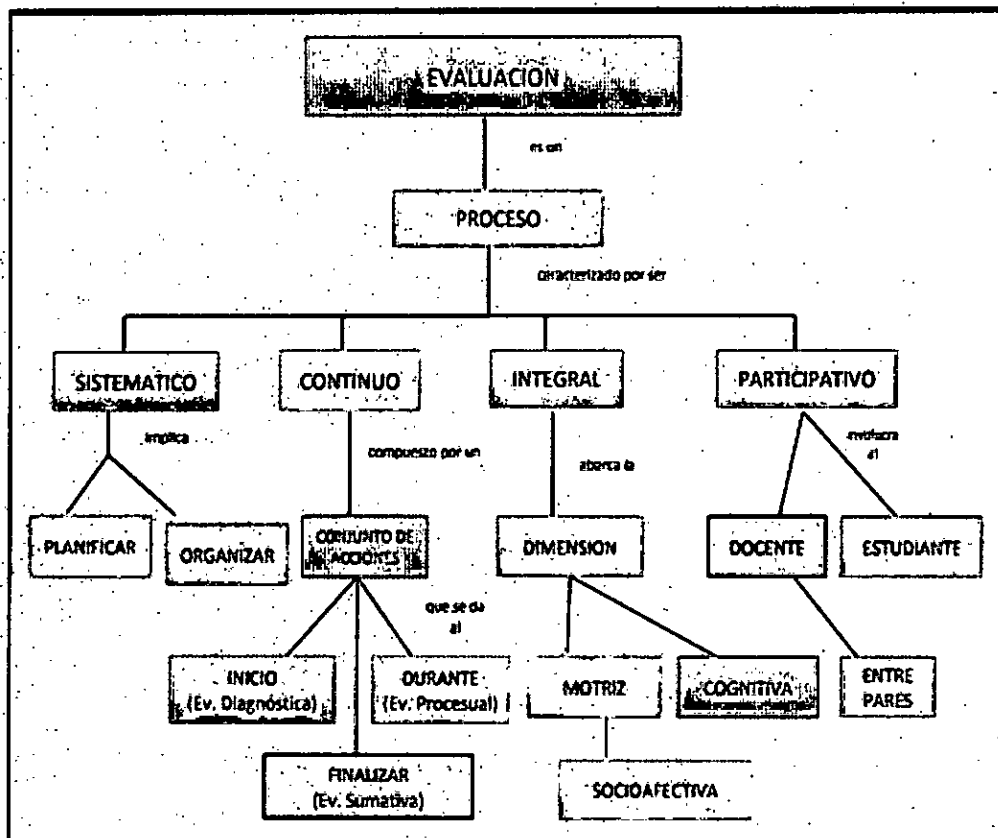 EVALUACION
es un
PROCESO
caracterizado por ser
SISTEMATICO
CONTÍNUO
INTEGRAL
PARTICIPATIVO
implica
compuesto por un
abarca la
involucra
al
PLANIFICAR
ORGANIZAR
CONJUNTO DE
ACCIONES
DIMENSION
DOCENTE
ESTUDIANTE
que se da
al
INICIO
(Ev. Diagnóstica)
DURANTE
(Ev. Procesual)
MOTRIZ
COGNITIVA
ENTRE
PARES
FINALIZAR
(Ev. Sumativa)
SOCIOAFECTIVA